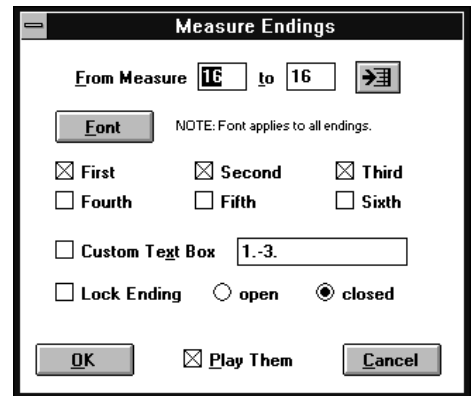 Measure Endings
From Measure 16 to 16
Font NOTE: Font applies to all endings.
First Second Third
Fourth Fifth Sixth
Custom Text Box 1.-3.
Lock Ending open closed
OK Play Them Cancel